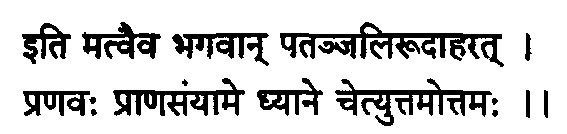 इति मत्वैव भगवान् पतञ्जलिरूदाहरत् ।
प्रणवः प्राणसंयामे ध्याने चेत्युत्तमोत्तमः ।।